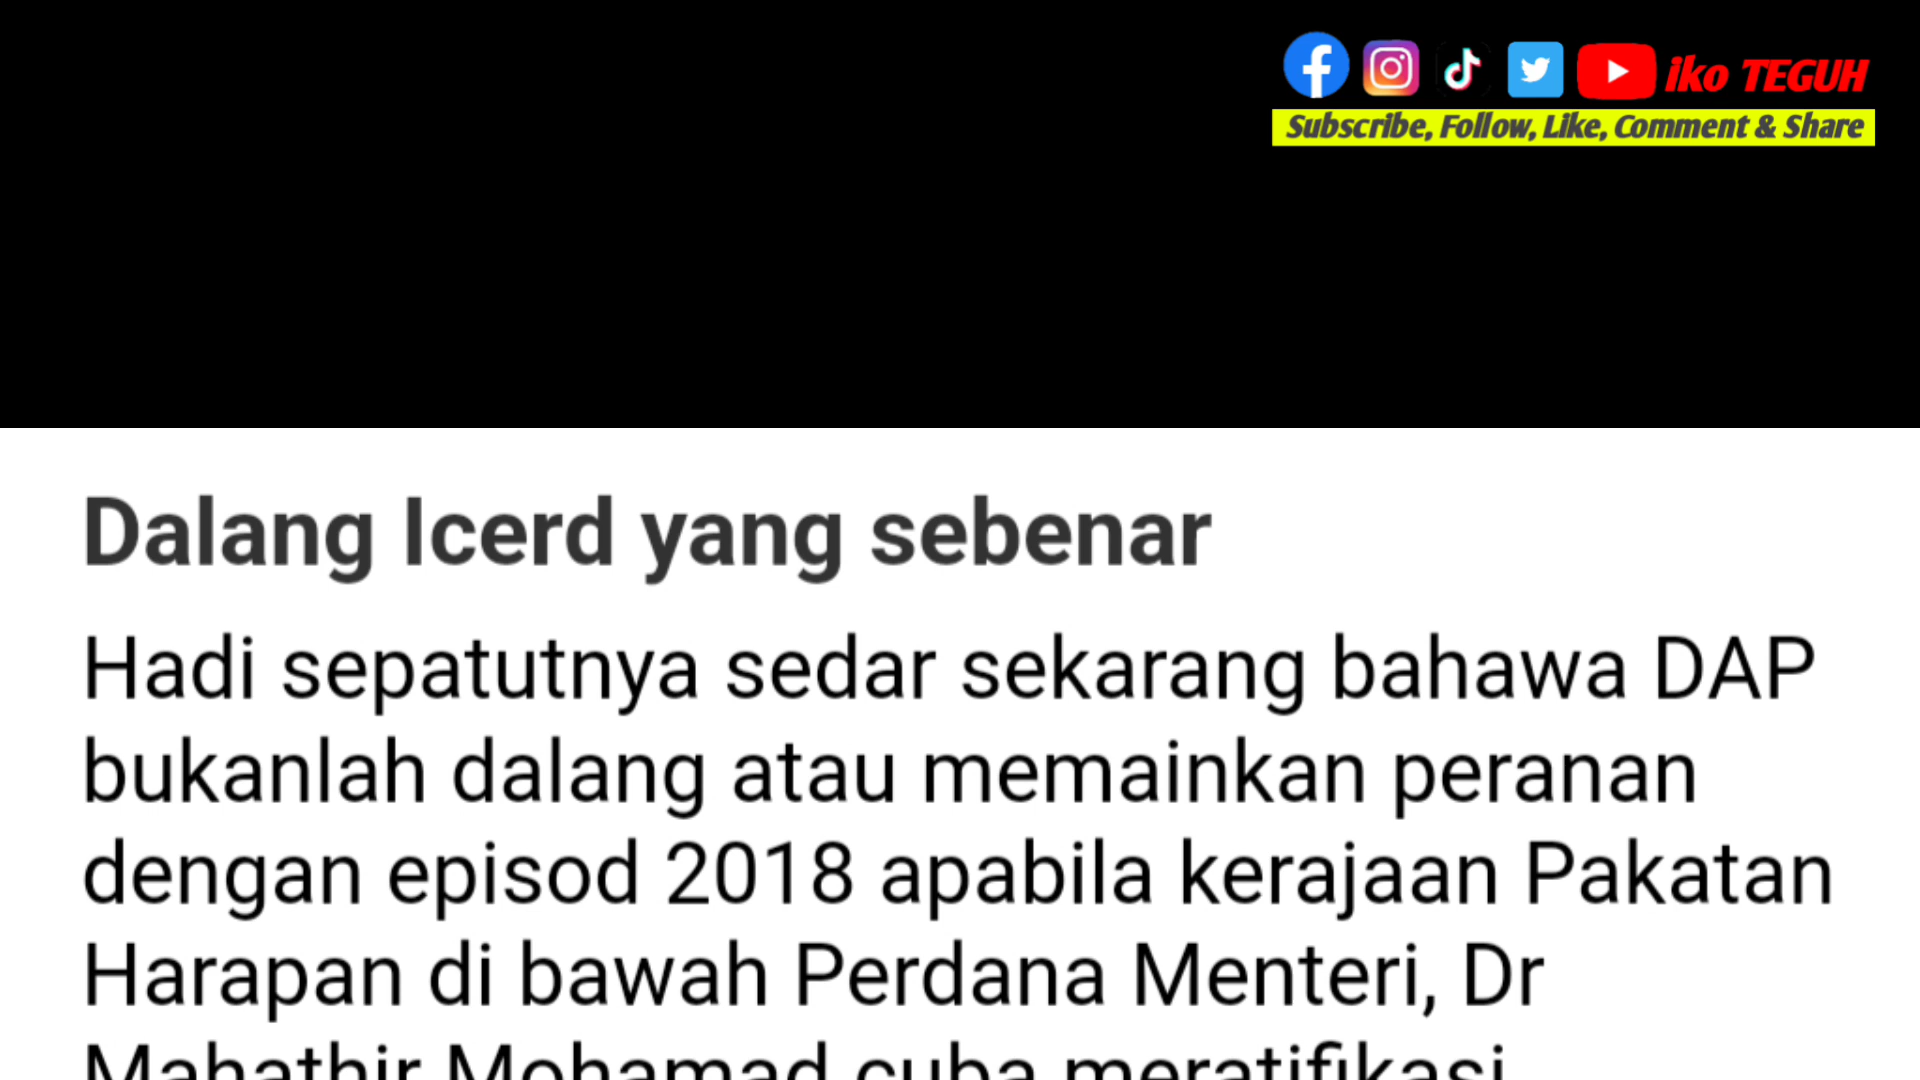 iko TEGUH
Subscribe, Follow, Like, Comment & Share
Dalang Icerd yang sebenar
Hadi sepatutnya sedar sekarang bahawa DAP
bukanlah dalang atau memainkan peranan
dengan episod 2018 apabila kerajaan Pakatan
Harapan di bawah Perdana Menteri, Dr
Mahathir Mohamad cuba meratifikasi